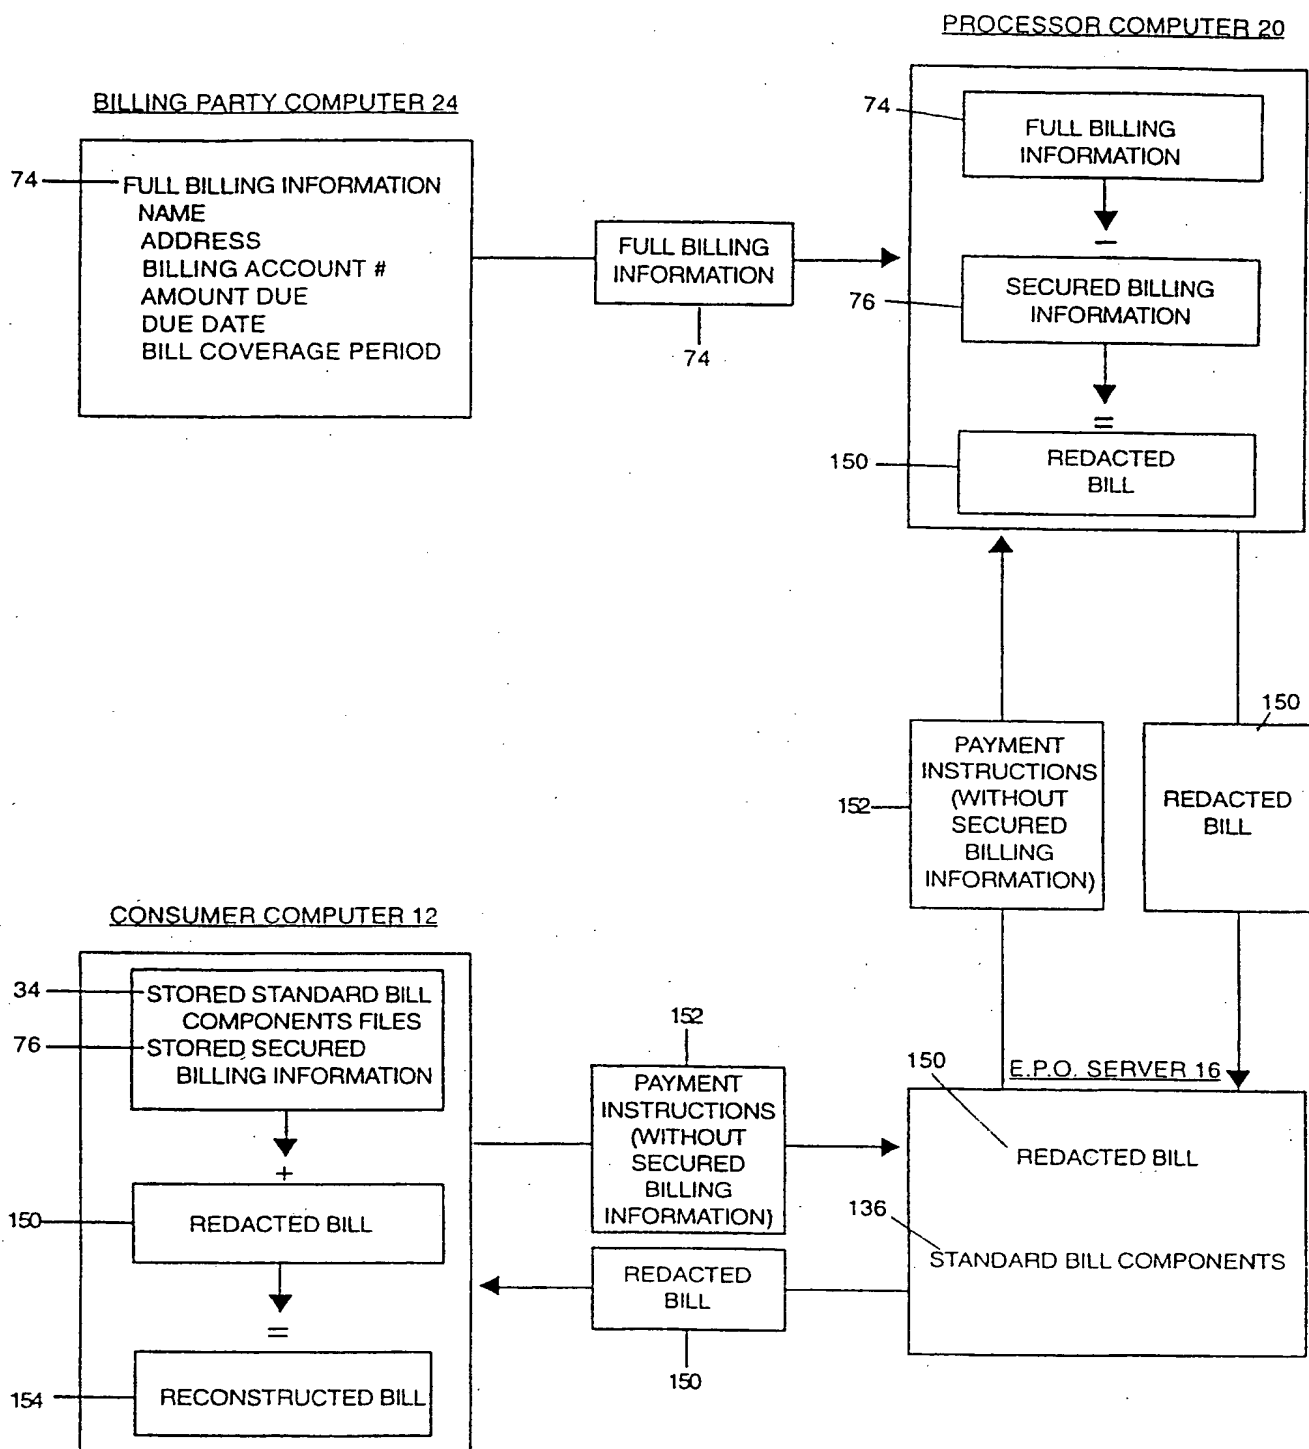 PROCESSOR COMPUTER 20
BILLING PARTY COMPUTER 24
74
FULL BILLING INFORMATION
NAME
ADDRESS
BILLING ACCOUNT #
AMOUNT DUE
DUE DATE
BILL COVERAGE PERIOD
FULL BILLING
INFORMATION
74
74
FULL BILLING
INFORMATION
–
76
SECURED BILLING
INFORMATION
=
150
REDACTED
BILL
152
PAYMENT
INSTRUCTIONS
(WITHOUT
SECURED
BILLING
INFORMATION)
150
REDACTED
BILL
CONSUMER COMPUTER 12
34
STORED STANDARD BILL
COMPONENTS FILES
76
STORED SECURED
BILLING INFORMATION
+
150
REDACTED BILL
=
154
RECONSTRUCTED BILL
152
PAYMENT
INSTRUCTIONS
(WITHOUT
SECURED
BILLING
INFORMATION)
REDACTED
BILL
150
E.P.O. SERVER 16
150
REDACTED BILL
136
STANDARD BILL COMPONENTS